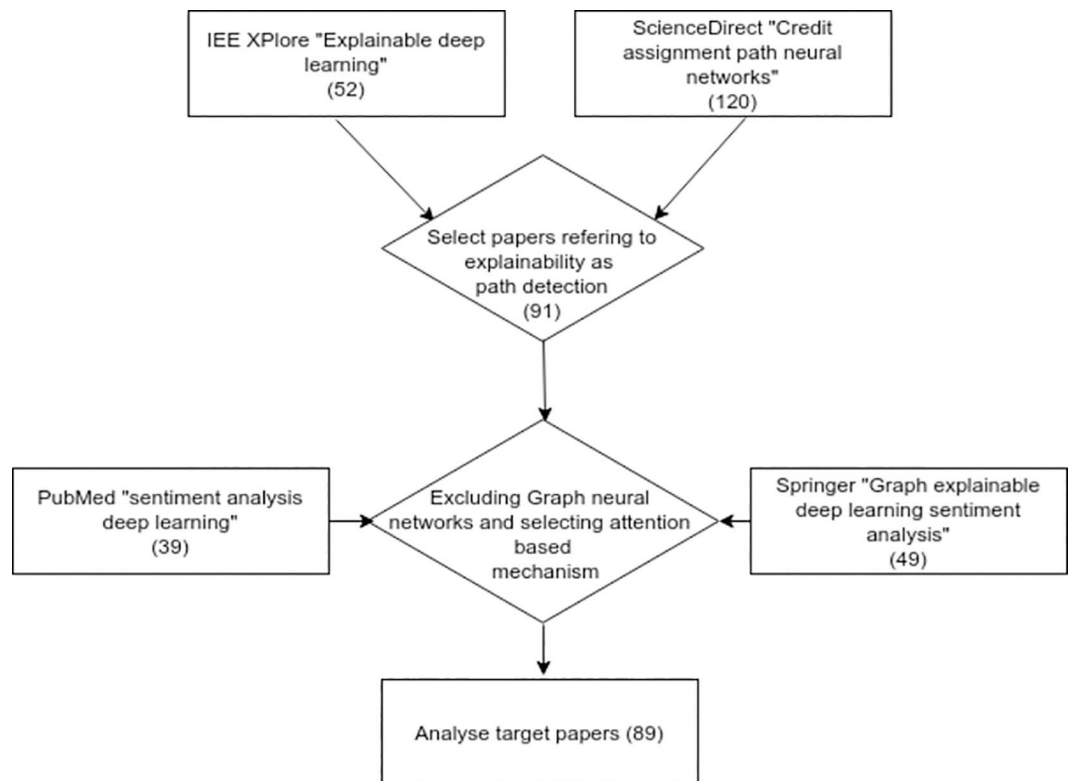 IEE XPlore "Explainable deep
learning"
(52)
ScienceDirect "Credit
assignment path neural
networks"
(120)
Select papers refering to
explainability as
path detection
(91)
PubMed "sentiment analysis
deep learning"
(39)
Excluding Graph neural
networks and selecting attention
based
mechanism
Springer "Graph explainable
deep learning sentiment
analysis"
(49)
Analyse target papers (89)